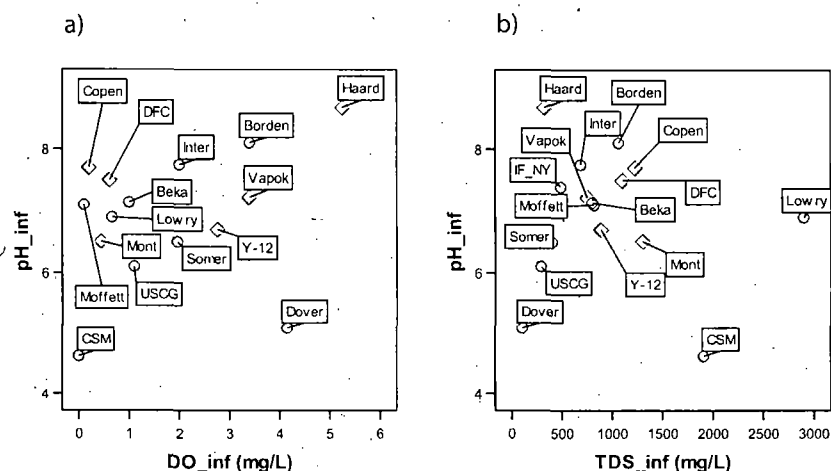 a)
Copen
DFC
Haard
Borden
Inter
Vapok
Beka
Lowry
Mont
Somer
Y-12
Moffett
USCG
Dover
CSM
8
6
4
pH_inf
0 1 2 3 4 5 6
DO_inf (mg/L)
b)
Haard
Borden
Inter
Copen
Vapok
IF_NY
DFC
Lowry
Moffett
Beka
Somer
Mont
USCG
Y-12
Dover
CSM
8
6
4
pH_inf
0 500 1000 1500 2000 2500 3000
TDS_inf (mg/L)